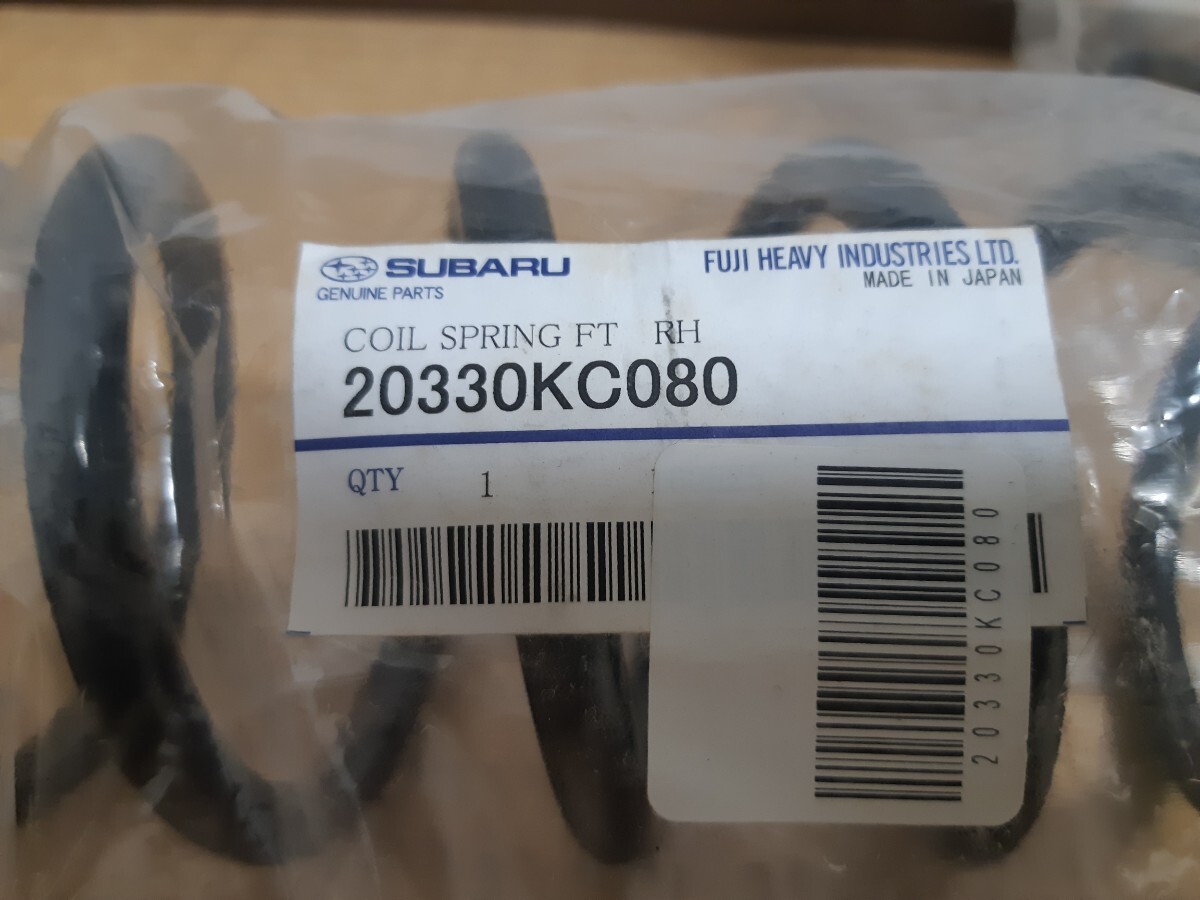 SUBARU
GENUINE PARTS
FUJI HEAVY INDUSTRIES LTD.
MADE IN JAPAN
COIL SPRING FT RH
20330KC080
QTY 1
20330KC080